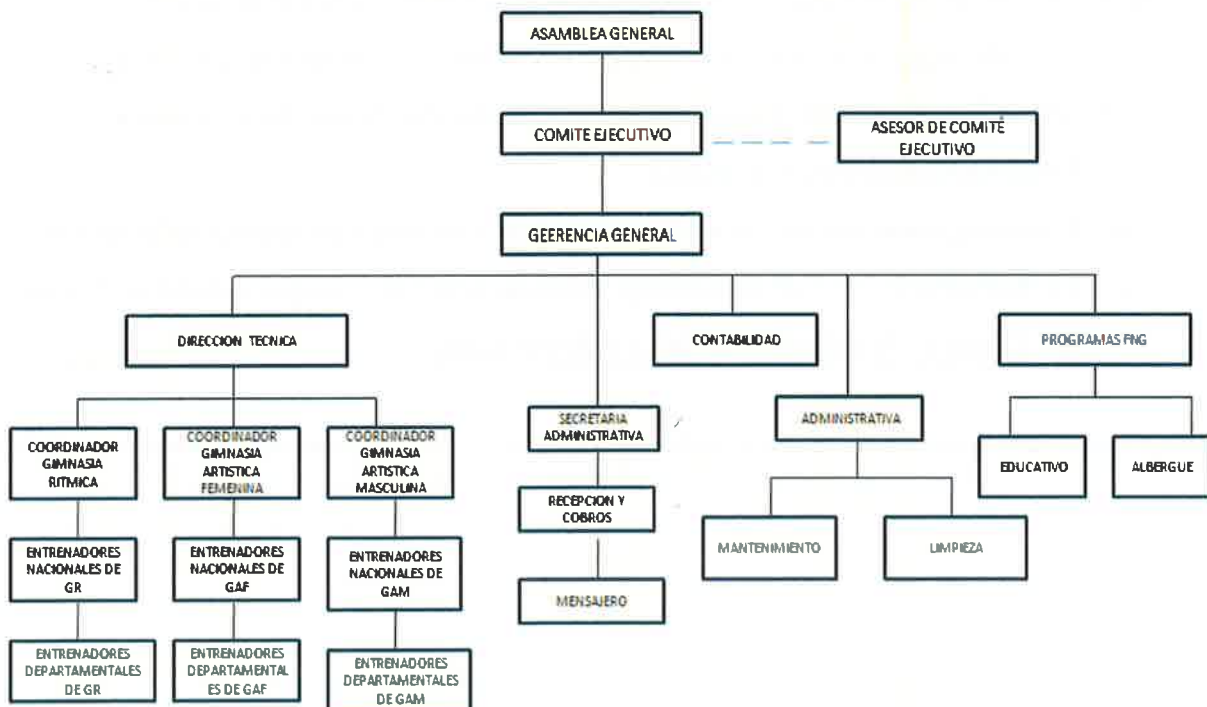 ASAMBLEA GENERAL
COMITE EJECUTIVO
ASESOR DE COMITÉ
EJECUTIVO
GEERENCIA GENERAL
DIRECCION TECNICA
CONTABILIDAD
PROGRAMAS FNG
SECRETARIA
ADMINISTRATIVA
ADMINISTRATIVA
COORDINADOR
GIMNASIA
RITMICA
COORDINADOR
GIMNASIA
ARTISTICA
FEMENINA
COORDINADOR
GIMNASIA
ARTISTICA
MASCULINA
EDUCATIVO
ALBERGUE
RECEPCION Y
COBROS
MANTENIMIENTO
LIMPIEZA
ENTRENADORES
NACIONALES DE
GR
ENTRENADORES
NACIONALES DE
GAF
ENTRENADORES
NACIONALES DE
GAM
MENSAJERO
ENTRENADORES
DEPARTAMENTALES
DE GR
ENTRENADORES
DEPARTAMENTAL
ES DE GAF
ENTRENADORES
DEPARTAMENTALES
DE GAM